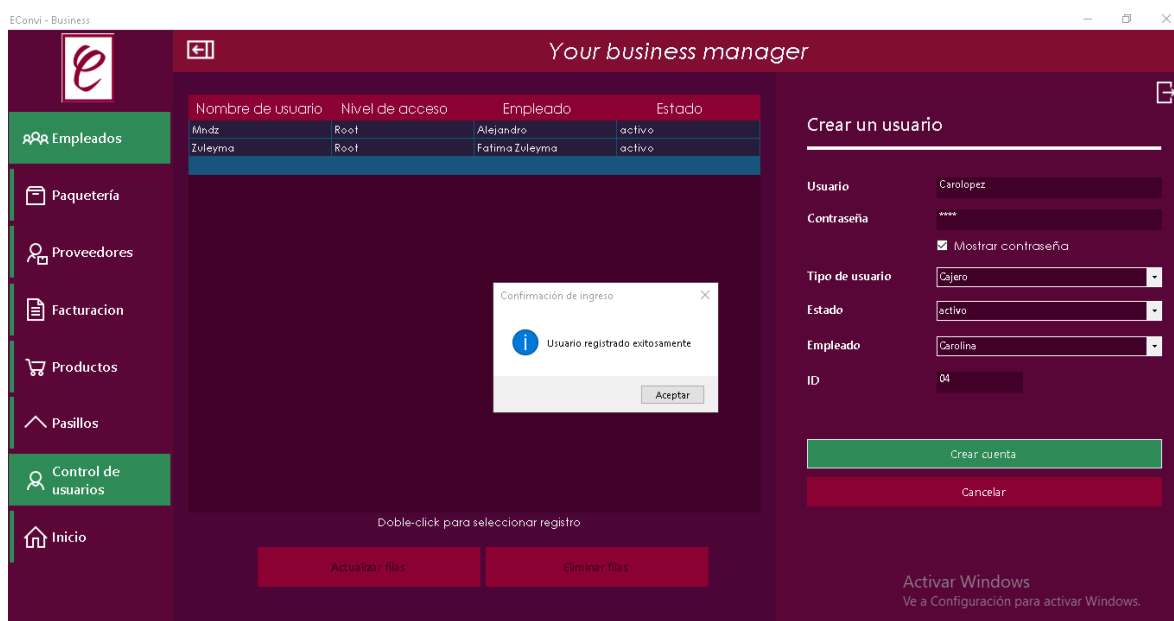 EConvi - Business
Your business manager
Empleados
Paquetería
Proveedores
Facturacion
Productos
Pasillos
Control de
usuarios
Inicio
Nombre de usuario Nivel de acceso Empleado Estado
Mndz Root Alejandro activo
Zuleyma Root Fatima Zuleyma activo
Confirmación de ingreso
Usuario registrado exitosamente
Aceptar
Doble-click para seleccionar registro
Actualizar filas Eliminar filas
Crear un usuario
Usuario Carolopez
Contraseña ****
Mostrar contraseña
Tipo de usuario Cajero
Estado activo
Empleado Carolina
ID 04
Crear cuenta
Cancelar
Activar Windows
Ve a Configuración para activar Windows.